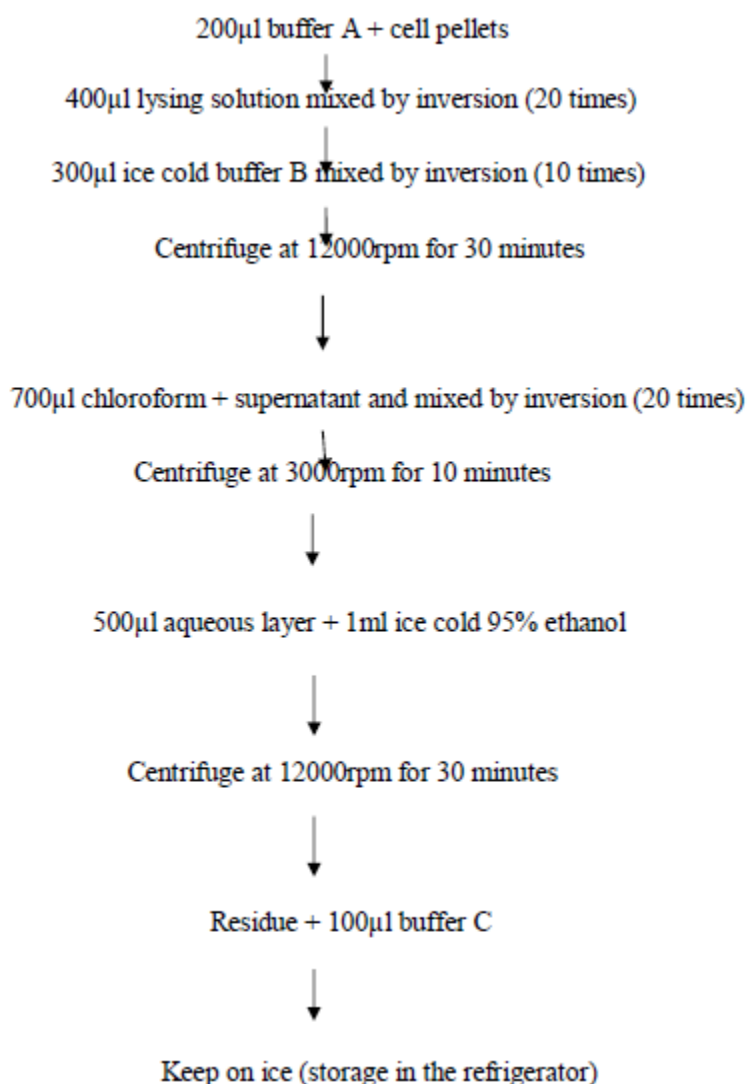 200µl buffer A + cell pellets
400µl lysing solution mixed by inversion (20 times)
300µl ice cold buffer B mixed by inversion (10 times)
Centrifuge at 12000rpm for 30 minutes
700µl chloroform + supernatant and mixed by inversion (20 times)
Centrifuge at 3000rpm for 10 minutes
500µl aqueous layer + 1ml ice cold 95% ethanol
Centrifuge at 12000rpm for 30 minutes
Residue + 100µl buffer C
Keep on ice (storage in the refrigerator)